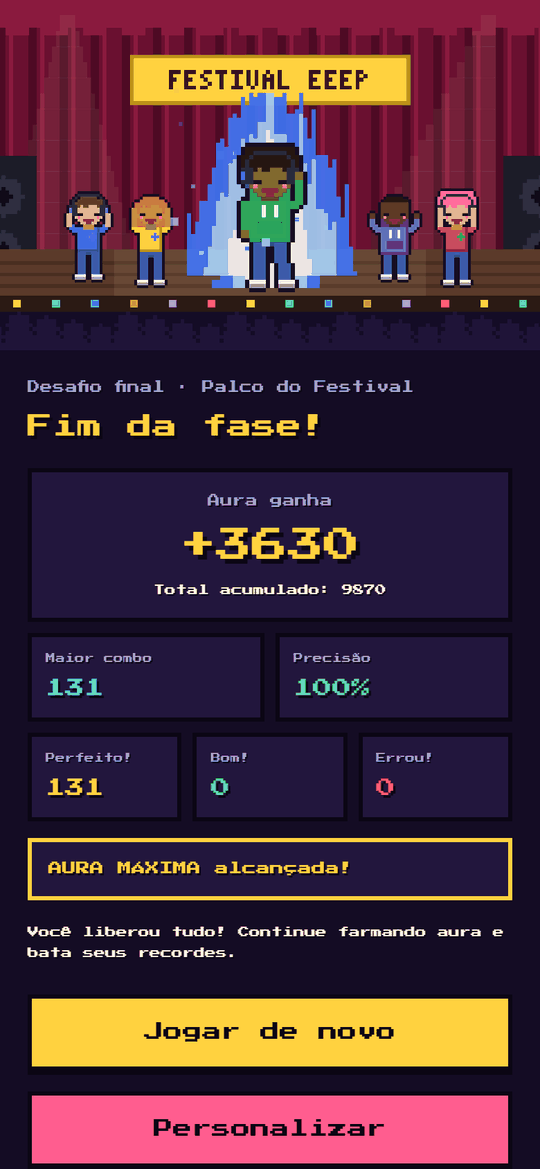 FESTIVAL EEEP
Desafio final · Palco do Festival
Fim da fase!
Aura ganha
+3630
Total acumulado: 9870
Maior combo
131
Precisão
100%
Perfeito!
131
Bom!
0
Errou!
0
AURA MÁXIMA alcançada!
Você liberou tudo! Continue farmando aura e
bata seus recordes.
Jogar de novo
Personalizar